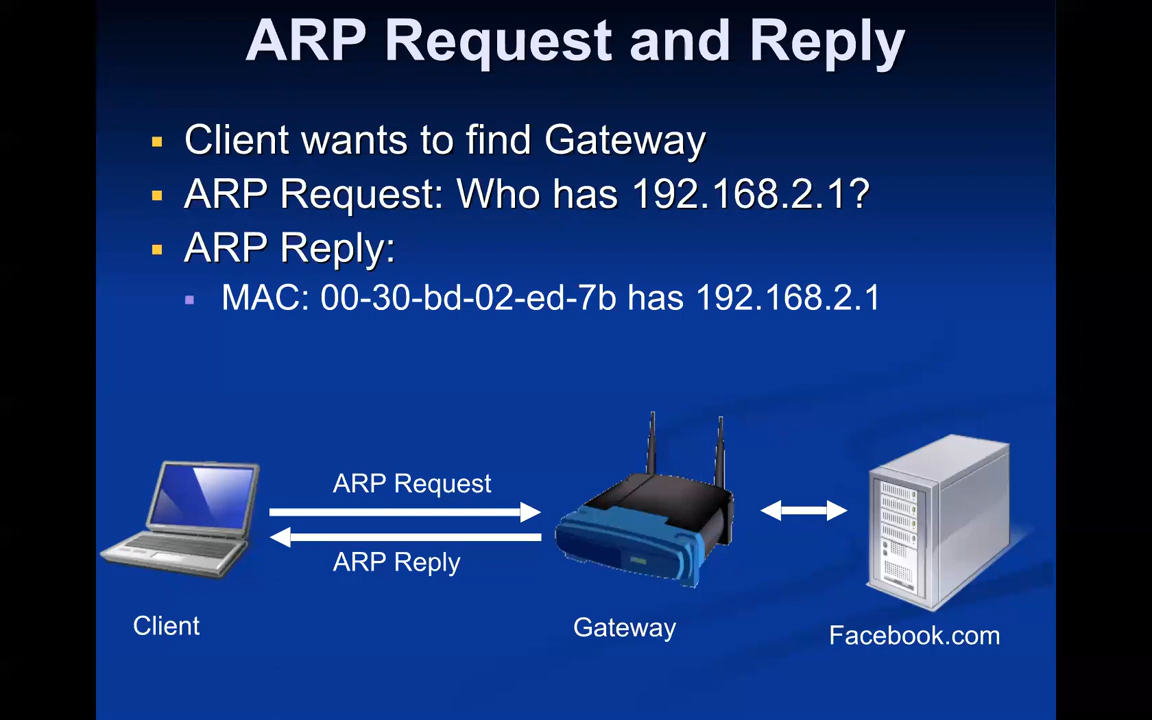 ARP Request and Reply
Client wants to find Gateway
ARP Request: Who has 192.168.2.1?
ARP Reply:
MAC: 00-30-bd-02-ed-7b has 192.168.2.1
ARP Request
ARP Reply
Client
Gateway
Facebook.com